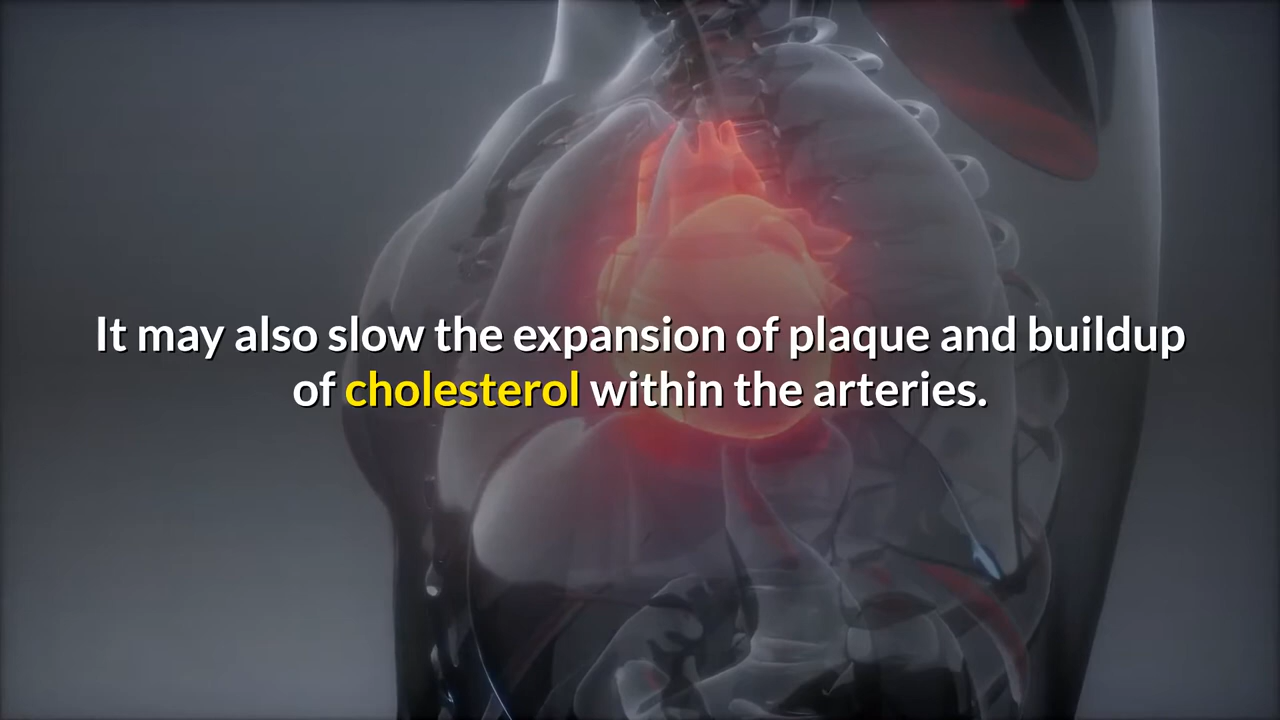 It may also slow the expansion of plaque and buildup
of cholesterol within the arteries.